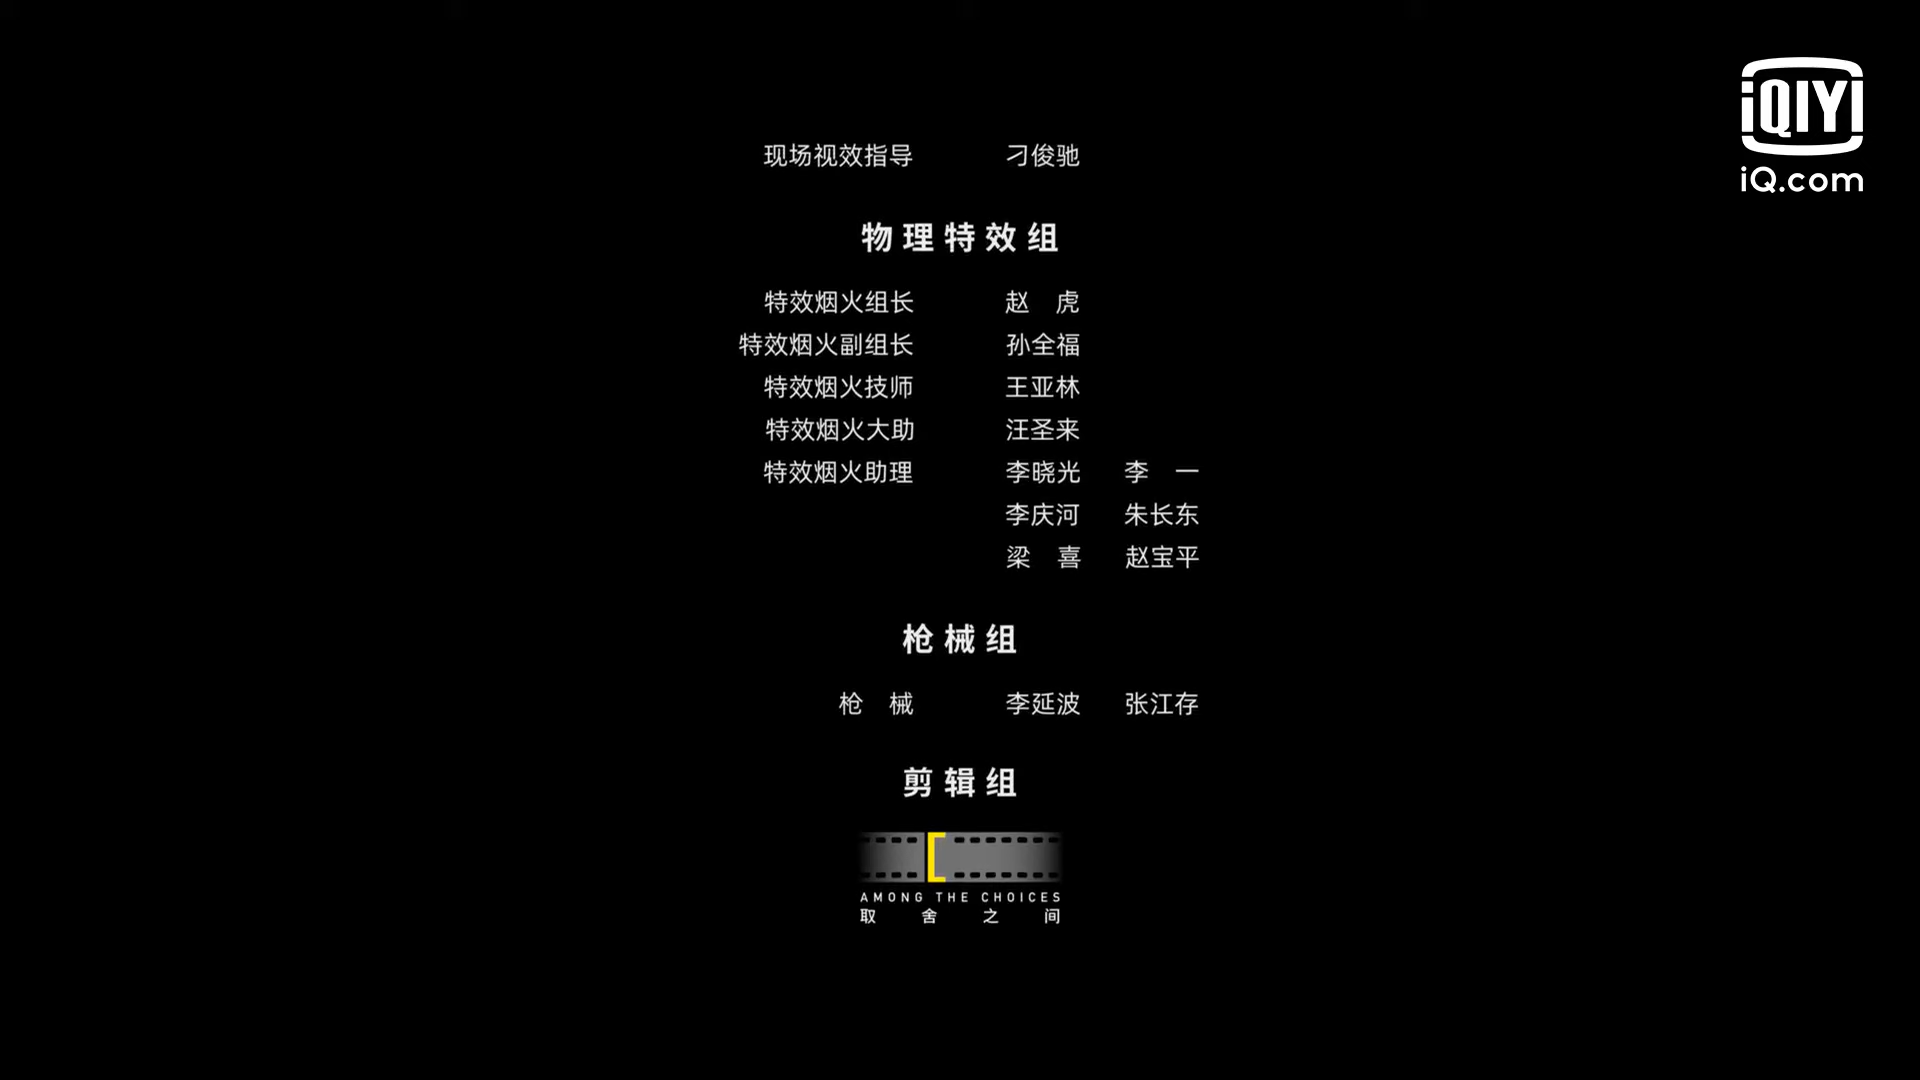 iQIYI
iQ.com
现场视效指导 刁俊驰
物理特效组
特效烟火组长 赵 虎
特效烟火副组长 孙全福
特效烟火技师 王亚林
特效烟火大助 汪圣来
特效烟火助理 李晓光 李 一
李庆河 朱长东
梁 喜 赵宝平
枪械组
枪 械 李延波 张江存
剪辑组
AMONG THE CHOICES
取舍之间